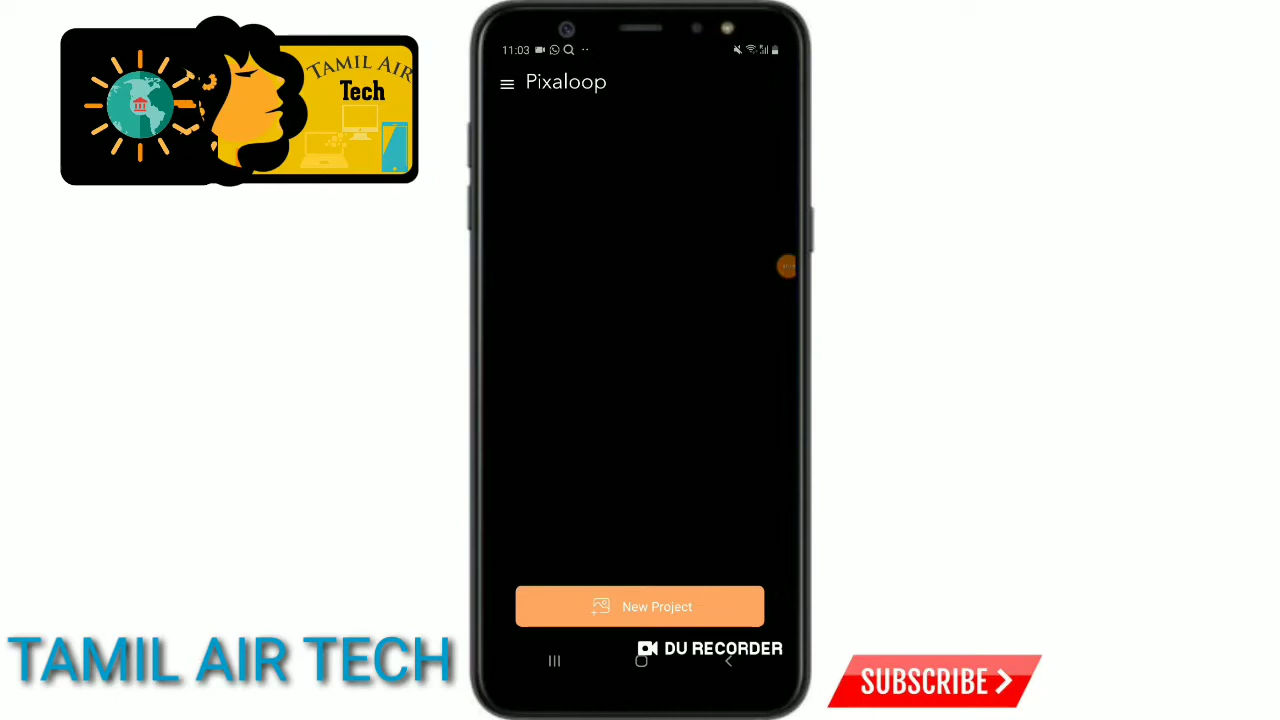 TAMIL AIR
Tech
11:03
Pixaloop
New Project
DU RECORDER
TAMIL AIR TECH
SUBSCRIBE